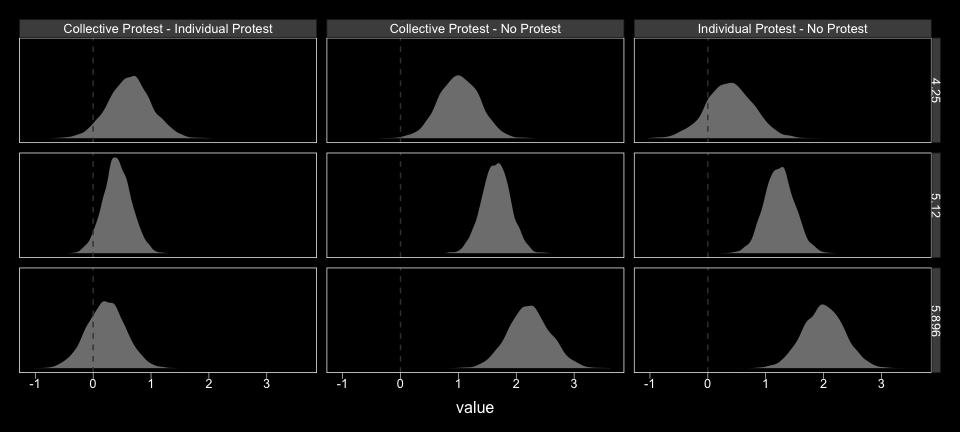 Collective Protest - Individual Protest
Collective Protest - No Protest
Individual Protest - No Protest
4.25
5.12
5.896
-1 0 1 2 3
-1 0 1 2 3
-1 0 1 2 3
value